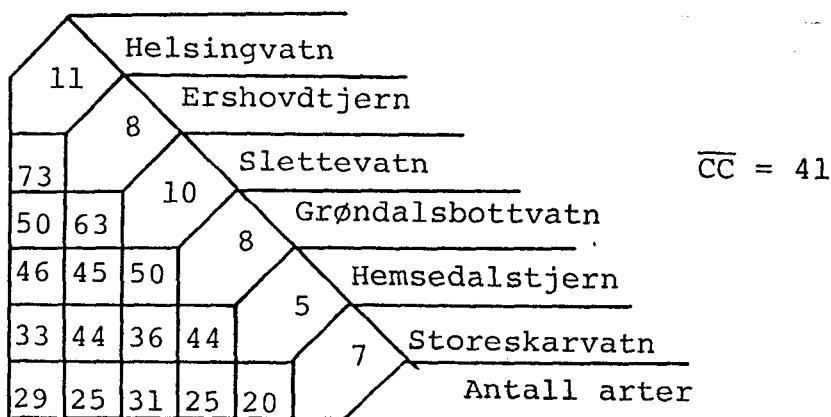 Helsingvatn
11
Ershovdtjern
8
Slettevatn
CC = 41
73
10
Grøndalsbottvatn
50 63
8
Hemsedalstjern
46 45 50
5
Storeskarvatn
33 44 36 44
7
Antall arter
29 25 31 25 20